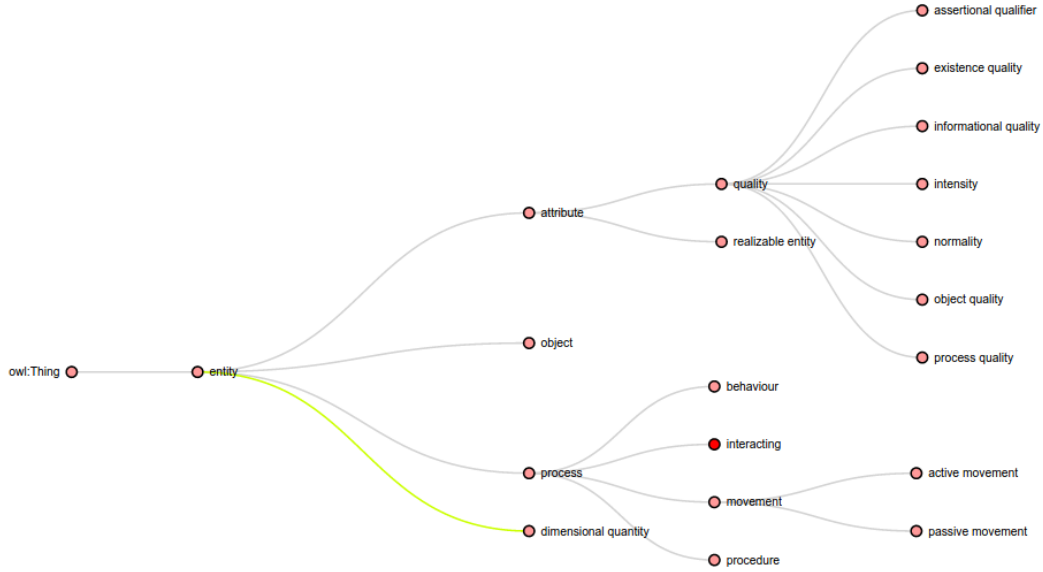 assertional qualifier
existence quality
informational quality
quality
intensity
attribute
realizable entity
normality
object quality
object
process quality
owl:Thing
entity
behaviour
interacting
process
active movement
movement
dimensional quantity
passive movement
procedure